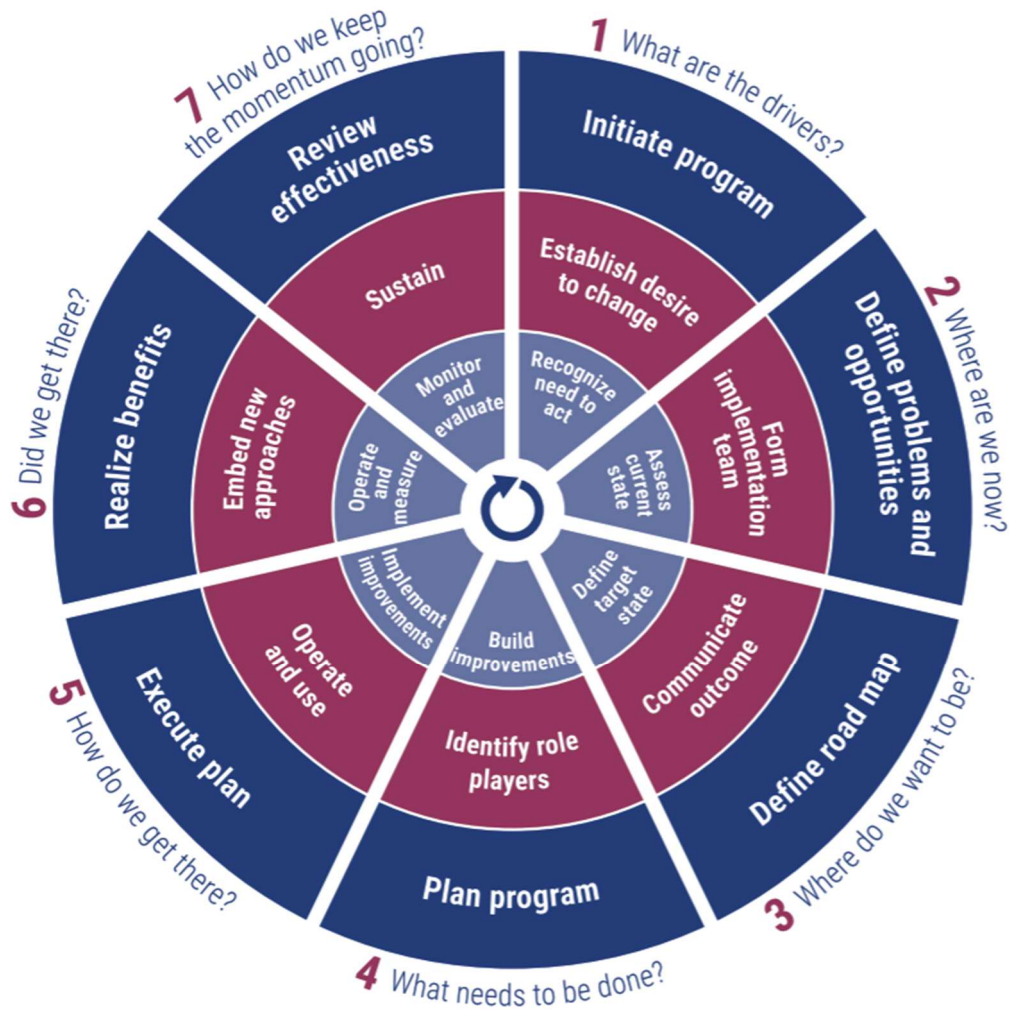 1 What are the drivers?
Initiate program
Establish desire
to change
Recognize
need to
act
2 Where are we now?
Define problems and
opportunities
Form
implementation
team
Assess
current
state
3 Where do we want to be?
Define road map
Communicate
outcome
Define
target
state
4 What needs to be done?
Plan program
Identify role
players
Build
improvements
5 How do we get there?
Execute plan
Operate
and use
Implement
improvements
6 Did we get there?
Realize benefits
Embed new
approaches
Operate
and
measure
7 How do we keep
the momentum going?
Review
effectiveness
Sustain
Monitor
and
evaluate